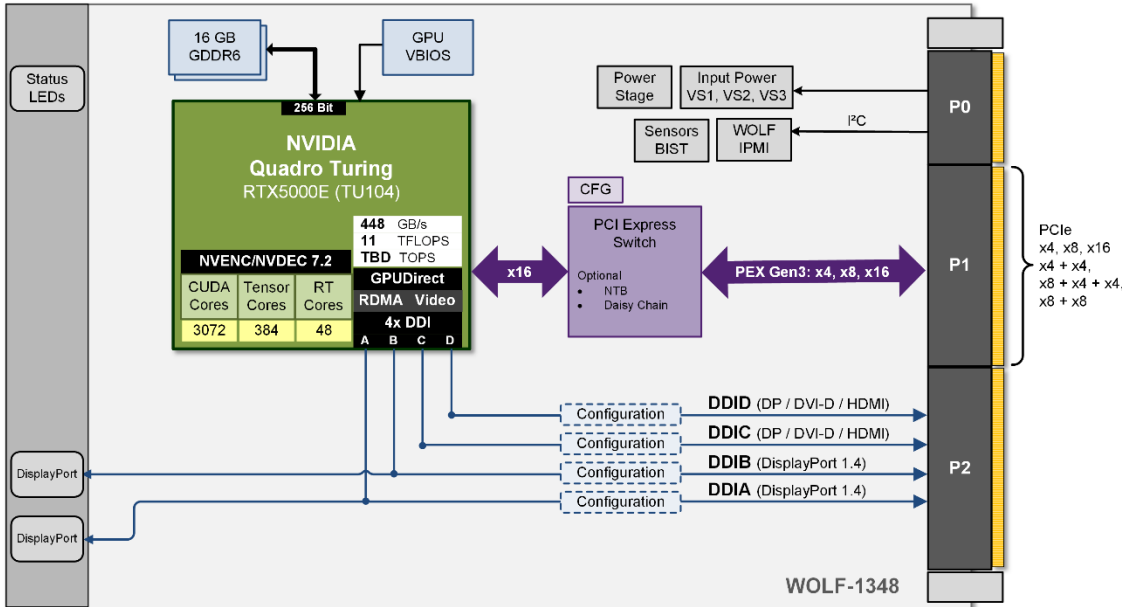 Status
LEDs
16 GB
GDDR6
GPU
VBIOS
256 Bit
NVIDIA
Quadro Turing
RTX5000E (TU104)
448 GB/s
11 TFLOPS
TBD TOPS
NVENC/NVDEC 7.2
CUDA
Cores
Tensor
Cores
RT
Cores
3072
384
48
GPUDirect
RDMA Video
4x DDI
A B C D
Power
Stage
Input Power
VS1, VS2, VS3
Sensors
BIST
WOLF
IPMI
I²C
P0
CFG
PCI Express
Switch
Optional
• NTB
• Daisy Chain
x16
PEX Gen3: x4, x8, x16
P1
PCIe
x4, x8, x16
x4 + x4,
x8 + x4 + x4,
x8 + x8
Configuration
DDID (DP / DVI-D / HDMI)
Configuration
DDIC (DP / DVI-D / HDMI)
Configuration
DDIB (DisplayPort 1.4)
Configuration
DDIA (DisplayPort 1.4)
P2
DisplayPort
DisplayPort
WOLF-1348